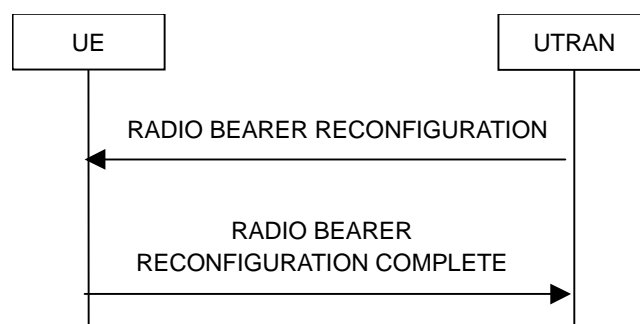 UE
UTRAN
RADIO BEARER RECONFIGURATION
RADIO BEARER
RECONFIGURATION COMPLETE